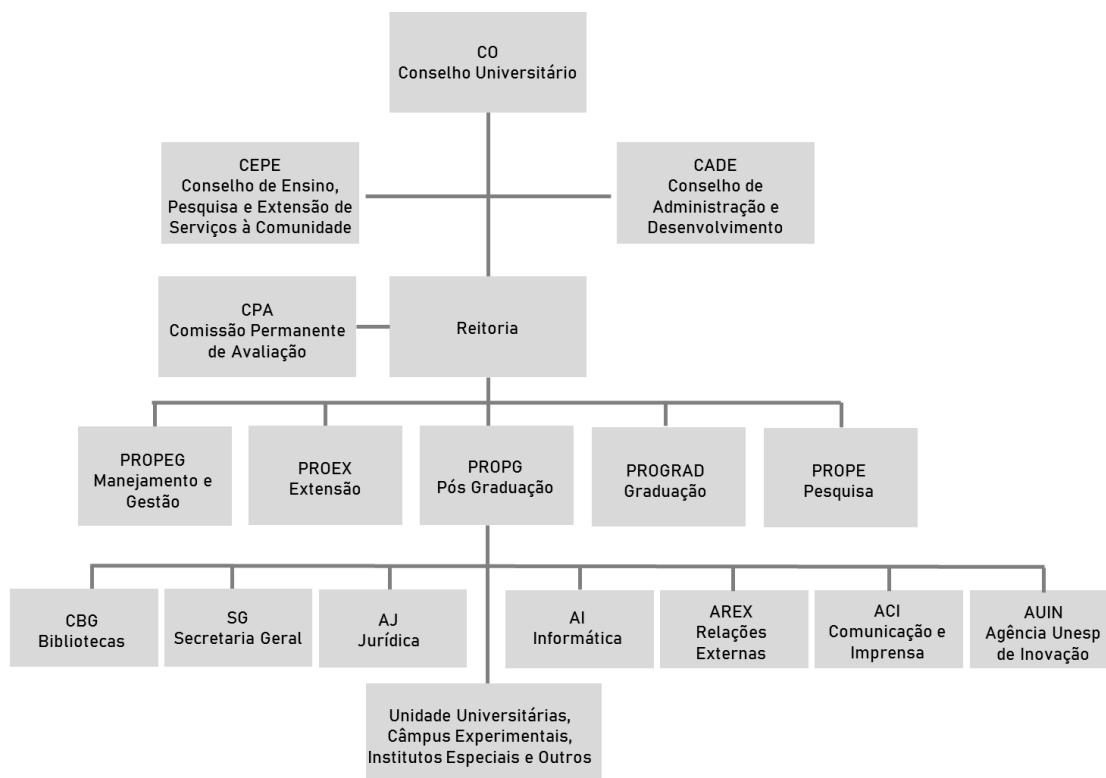 CO
Conselho Universitário
CEPE
Conselho de Ensino,
Pesquisa e Extensão de
Serviços à Comunidade
CADE
Conselho de
Administração e
Desenvolvimento
CPA
Comissão Permanente
de Avaliação
Reitoria
PROPEG
Manejamento e
Gestão
PROEX
Extensão
PROPG
Pós Graduação
PROGRAD
Graduação
PROPE
Pesquisa
CBG
Bibliotecas
SG
Secretaria Geral
AJ
Jurídica
AI
Informática
AREX
Relações
Externas
ACI
Comunicação e
Imprensa
AUIN
Agência Unesp
de Inovação
Unidade Universitárias,
Câmpus Experimentais,
Institutos Especiais e Outros